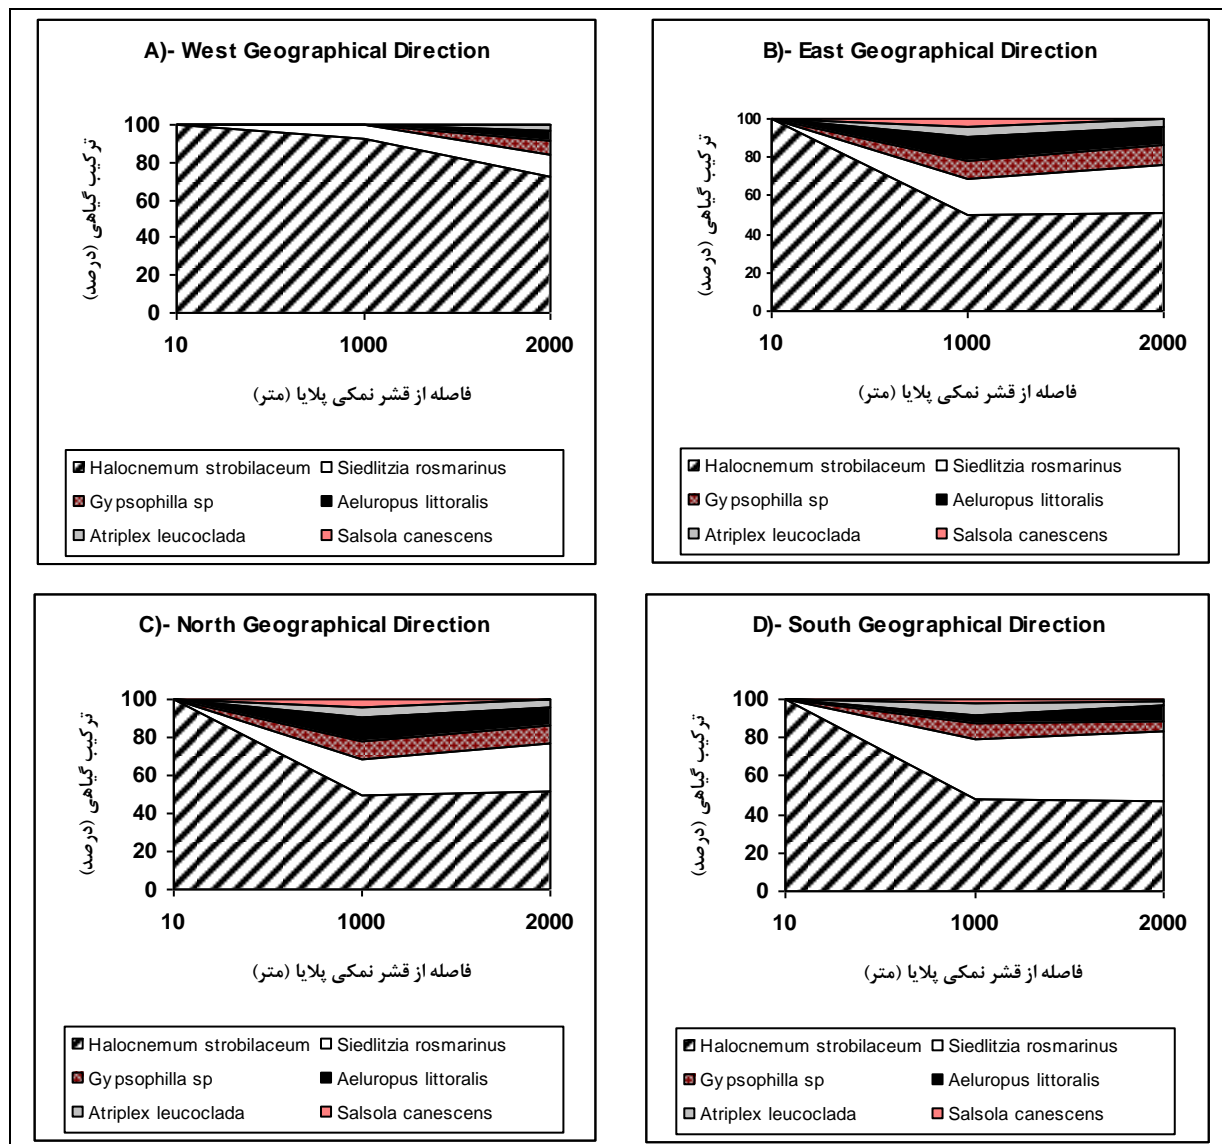 A)- West Geographical Direction
100
80
60
40
20
0
ترکیب گیاهی (درصد)
10 1000 2000
فاصله از قشر نمکی پلایا (متر)
Halocnemum strobilaceum Siedlitzia rosmarinus
Gypsophilla sp Aeluropus littoralis
Atriplex leucoclada Salsola canescens
B)- East Geographical Direction
100
80
60
40
20
0
ترکیب گیاهی (درصد)
10 1000 2000
فاصله از قشر نمکی پلایا (متر)
Halocnemum strobilaceum Siedlitzia rosmarinus
Gypsophilla sp Aeluropus littoralis
Atriplex leucoclada Salsola canescens
C)- North Geographical Direction
100
80
60
40
20
0
ترکیب گیاهی (درصد)
10 1000 2000
فاصله از قشر نمکی پلایا (متر)
Halocnemum strobilaceum Siedlitzia rosmarinus
Gypsophilla sp Aeluropus littoralis
Atriplex leucoclada Salsola canescens
D)- South Geographical Direction
100
80
60
40
20
0
ترکیب گیاهی (درصد)
10 1000 2000
فاصله از قشر نمکی پلایا (متر)
Halocnemum strobilaceum Siedlitzia rosmarinus
Gypsophilla sp Aeluropus littoralis
Atriplex leucoclada Salsola canescens